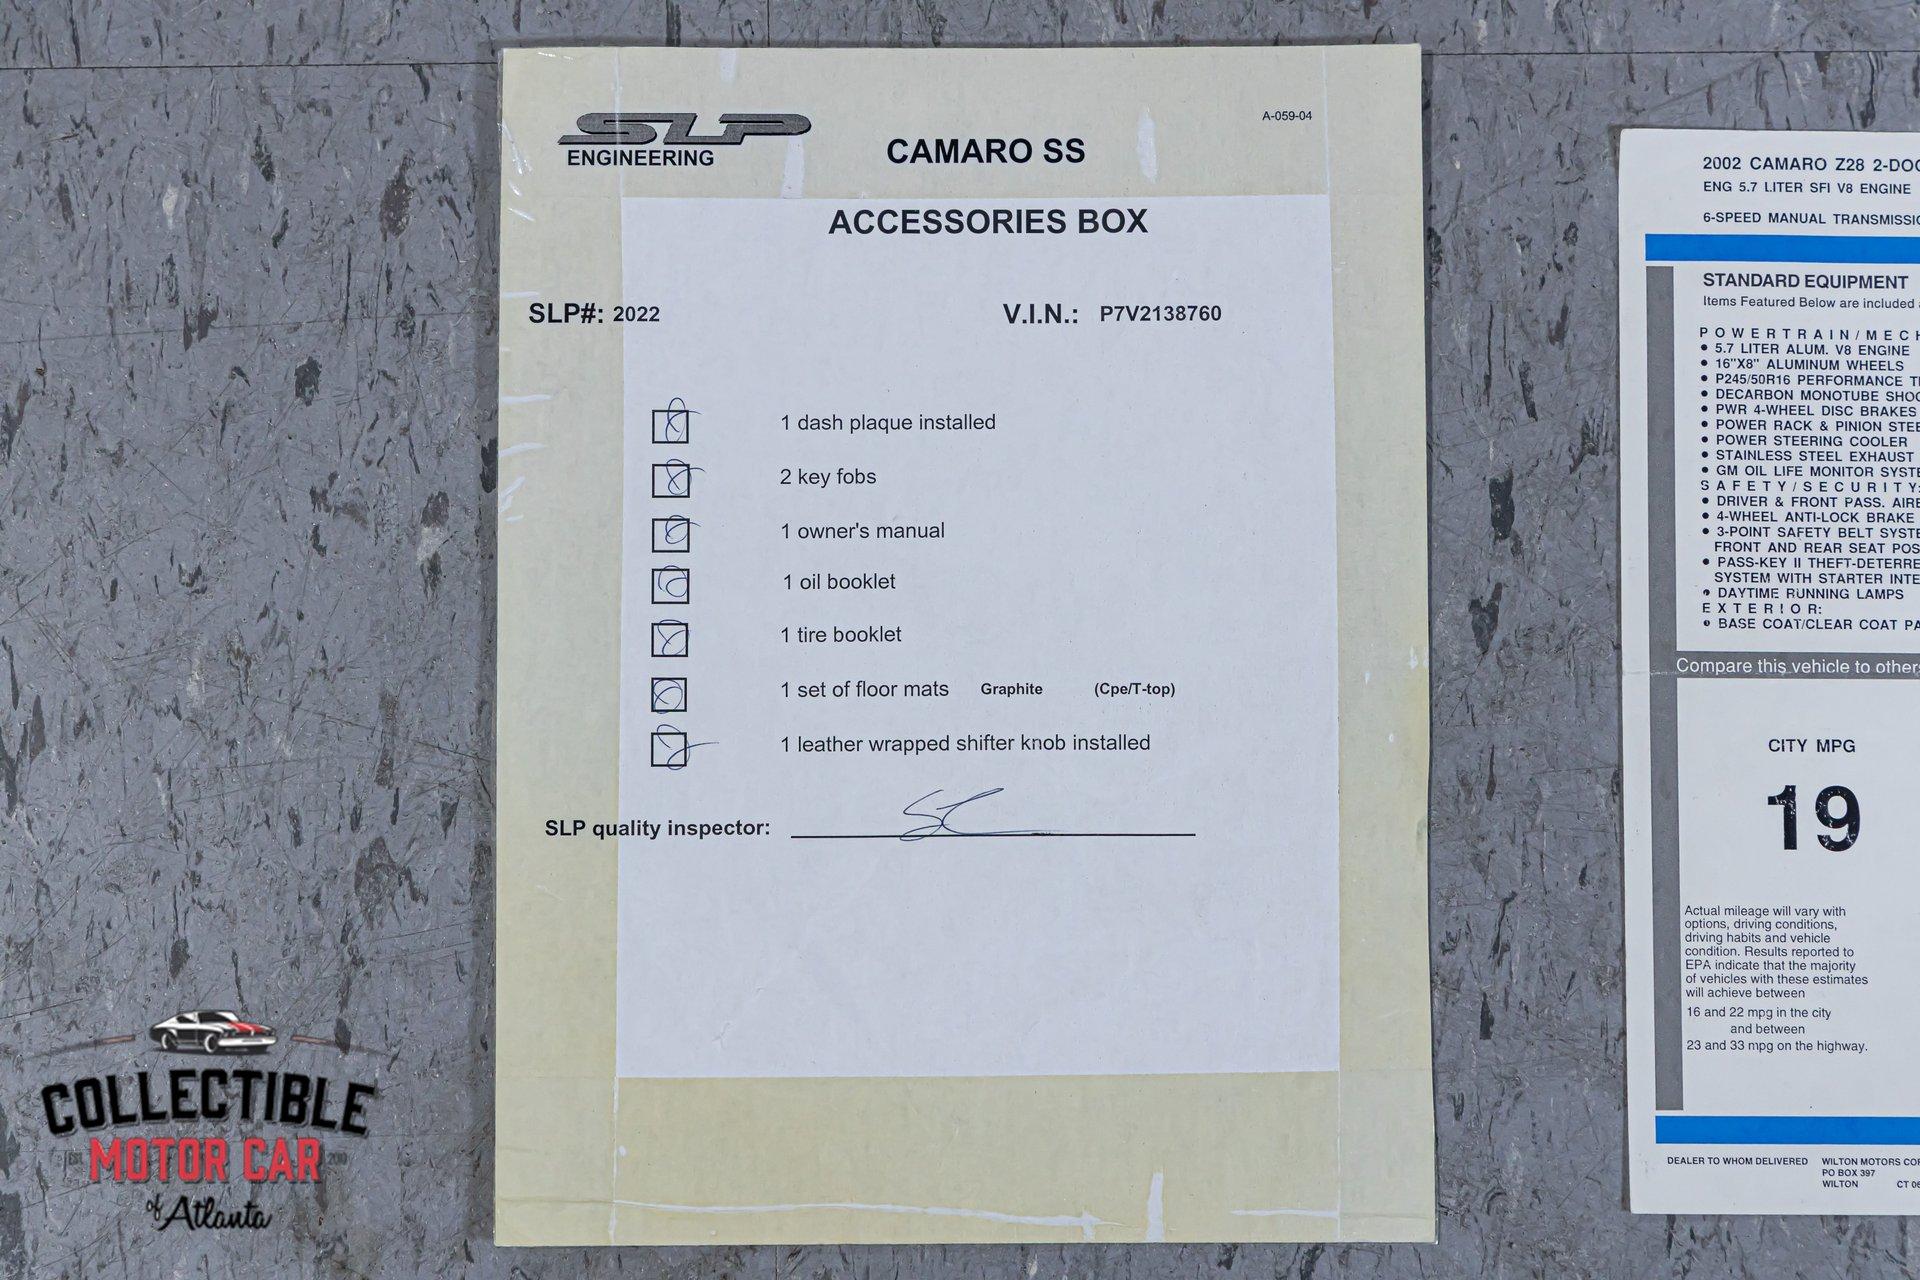 SLP
ENGINEERING
A-059-04
CAMARO SS
ACCESSORIES BOX
SLP#: 2022
V.I.N.: P7V2138760
1 dash plaque installed
2 key fobs
1 owner's manual
1 oil booklet
1 tire booklet
1 set of floor mats Graphite (Cpe/T-top)
1 leather wrapped shifter knob installed
SLP quality inspector:
2002 CAMARO Z28 2-DOO
ENG 5.7 LITER SFI V8 ENGINE
6-SPEED MANUAL TRANSMISSIO
STANDARD EQUIPMENT
Items Featured Below are included
POWERTRAIN/MECH
• 5.7 LITER ALUM. V8 ENGINE
• 16"X8" ALUMINUM WHEELS
• P245/50R16 PERFORMANCE TI
• DECARBON MONOTUBE SHOC
• PWR 4-WHEEL DISC BRAKES
• POWER RACK & PINION STEE
• POWER STEERING COOLER
• STAINLESS STEEL EXHAUST
• GM OIL LIFE MONITOR SYSTE
SAFETY/SECURITY:
• DRIVER & FRONT PASS. AIRB
• 4-WHEEL ANTI-LOCK BRAKE
• 3-POINT SAFETY BELT SYSTE
FRONT AND REAR SEAT POS
• PASS-KEY II THEFT-DETERRE
SYSTEM WITH STARTER INTE
• DAYTIME RUNNING LAMPS
EXTERIOR:
• BASE COAT/CLEAR COAT PA
Compare this vehicle to others
CITY MPG
19
Actual mileage will vary with
options, driving conditions,
driving habits and vehicle
condition. Results reported to
EPA indicate that the majority
of vehicles with these estimates
will achieve between
16 and 22 mpg in the city
and between
23 and 33 mpg on the highway.
DEALER TO WHOM DELIVERED WILTON MOTORS COR
PO BOX 397
WILTON CT 06
COLLECTIBLE
MOTOR CAR
of Atlanta